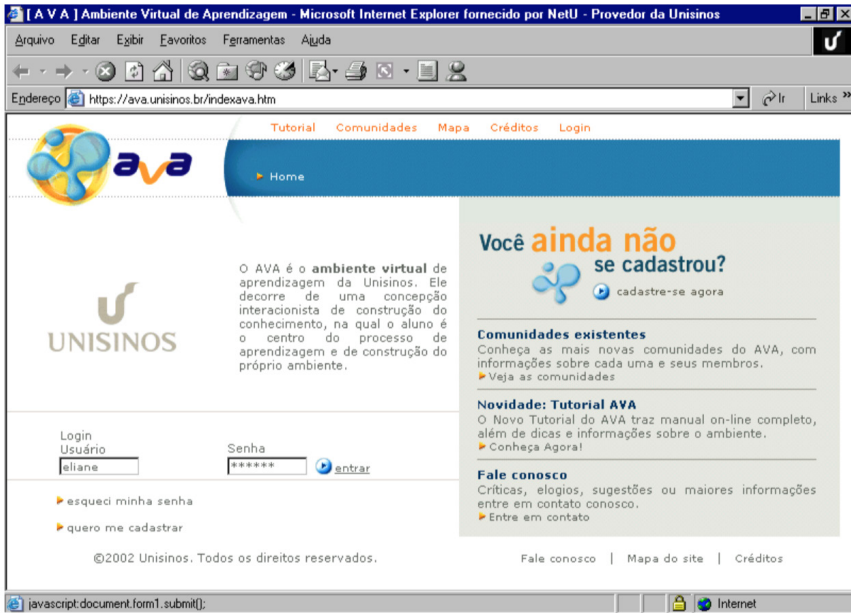 [ A V A ] Ambiente Virtual de Aprendizagem - Microsoft Internet Explorer fornecido por NetU - Provedor da Unisinos
Arquivo Editar Exibir Favoritos Ferramentas Ajuda
Endereço https://ava.unisinos.br/indexava.htm Ir Links »
Tutorial Comunidades Mapa Créditos Login
ava
Home
Você ainda não
se cadastrou?
cadastre-se agora
UNISINOS
O AVA é o ambiente virtual de
aprendizagem da Unisinos. Ele
decorre de uma concepção
interacionista de construção do
conhecimento, na qual o aluno é
o centro do processo de
aprendizagem e de construção do
próprio ambiente.
Comunidades existentes
Conheça as mais novas comunidades do AVA, com
informações sobre cada uma e seus membros.
Veja as comunidades
Novidade: Tutorial AVA
O Novo Tutorial do AVA traz manual on-line completo,
além de dicas e informações sobre o ambiente.
Conheça Agora!
Fale conosco
Críticas, elogios, sugestões ou maiores informações
entre em contato conosco.
Entre em contato
Login
Usuário Senha
eliane ****** entrar
esqueci minha senha
quero me cadastrar
©2002 Unisinos. Todos os direitos reservados.
Fale conosco | Mapa do site | Créditos
javascript:document.form1.submit(); Internet